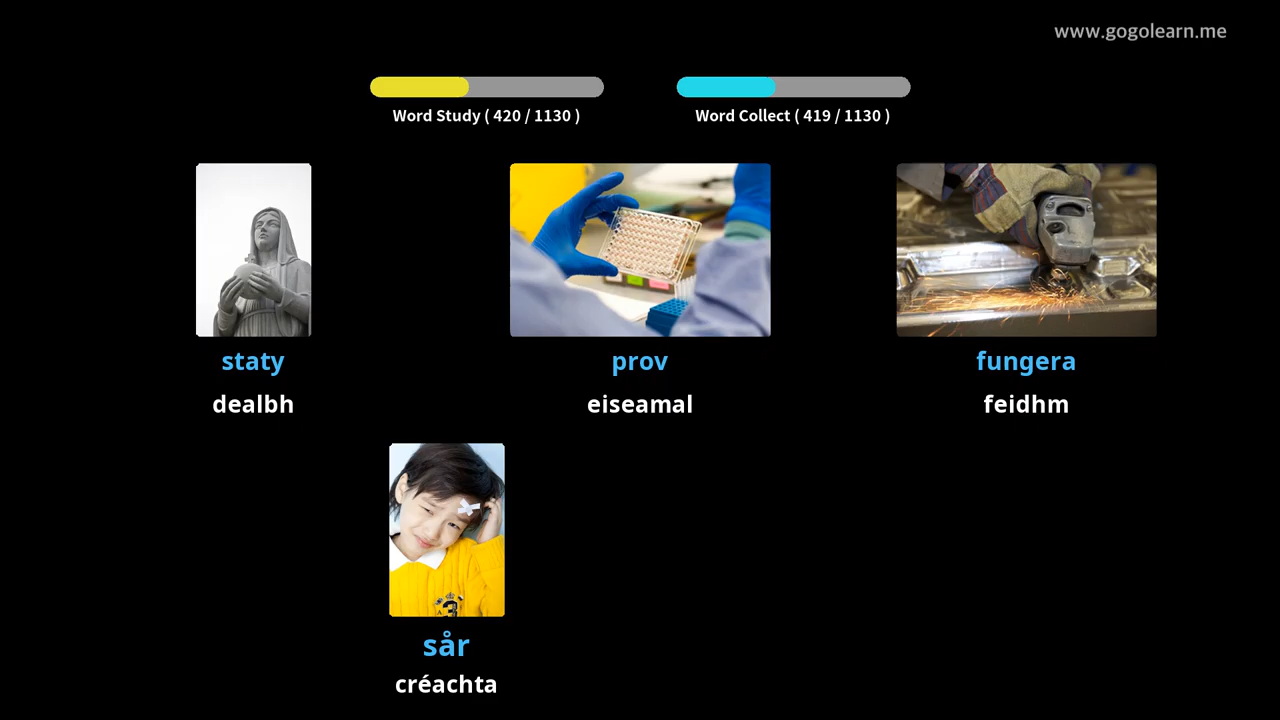 www.gogolearn.me
Word Study ( 420 / 1130 )
Word Collect ( 419 / 1130 )
staty
prov
fungera
dealbh
eiseamal
feidhm
3
sår
créachta